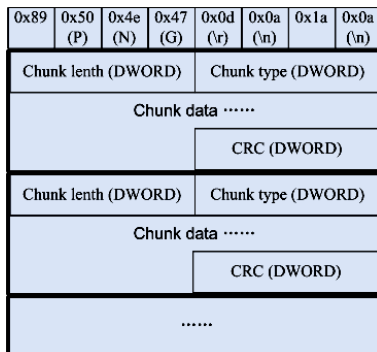 0x89 0x50 0x4e 0x47 0x0d 0x0a 0x1a 0x0a
(P) (N) (G) (\r) (\n) (\n)
Chunk lenth (DWORD) Chunk type (DWORD)
Chunk data ······
CRC (DWORD)
Chunk lenth (DWORD) Chunk type (DWORD)
Chunk data ······
CRC (DWORD)
······